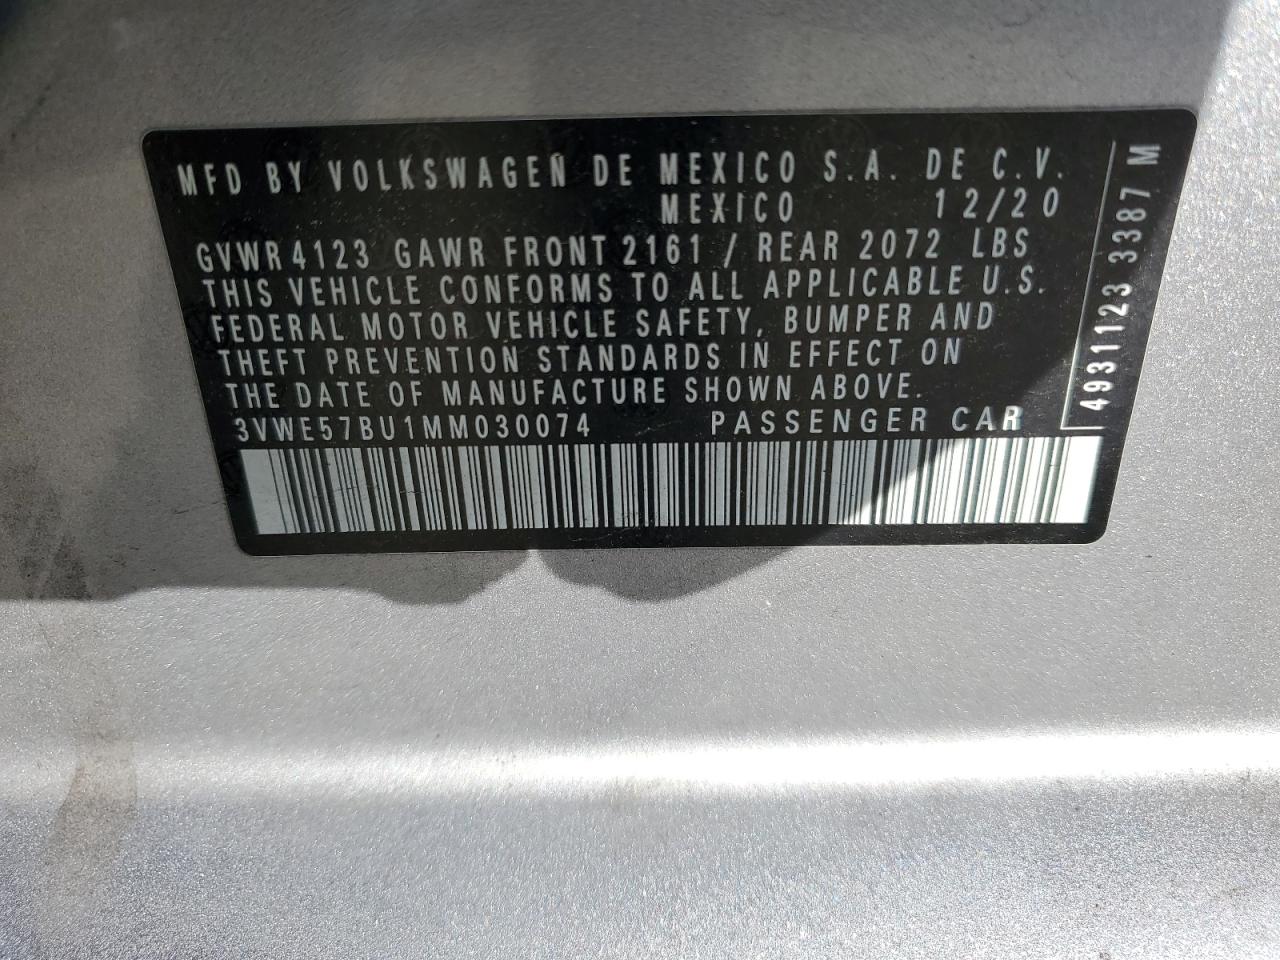 MFD BY VOLKSWAGEN DE MEXICO S.A. DE C.V.
MEXICO 12/20
GVWR 4123 GAWR FRONT 2161 / REAR 2072 LBS
THIS VEHICLE CONFORMS TO ALL APPLICABLE U.S.
FEDERAL MOTOR VEHICLE SAFETY, BUMPER AND
THEFT PREVENTION STANDARDS IN EFFECT ON
THE DATE OF MANUFACTURE SHOWN ABOVE.
3VWE57BU1MM030074 PASSENGER CAR
4931123 3387 M